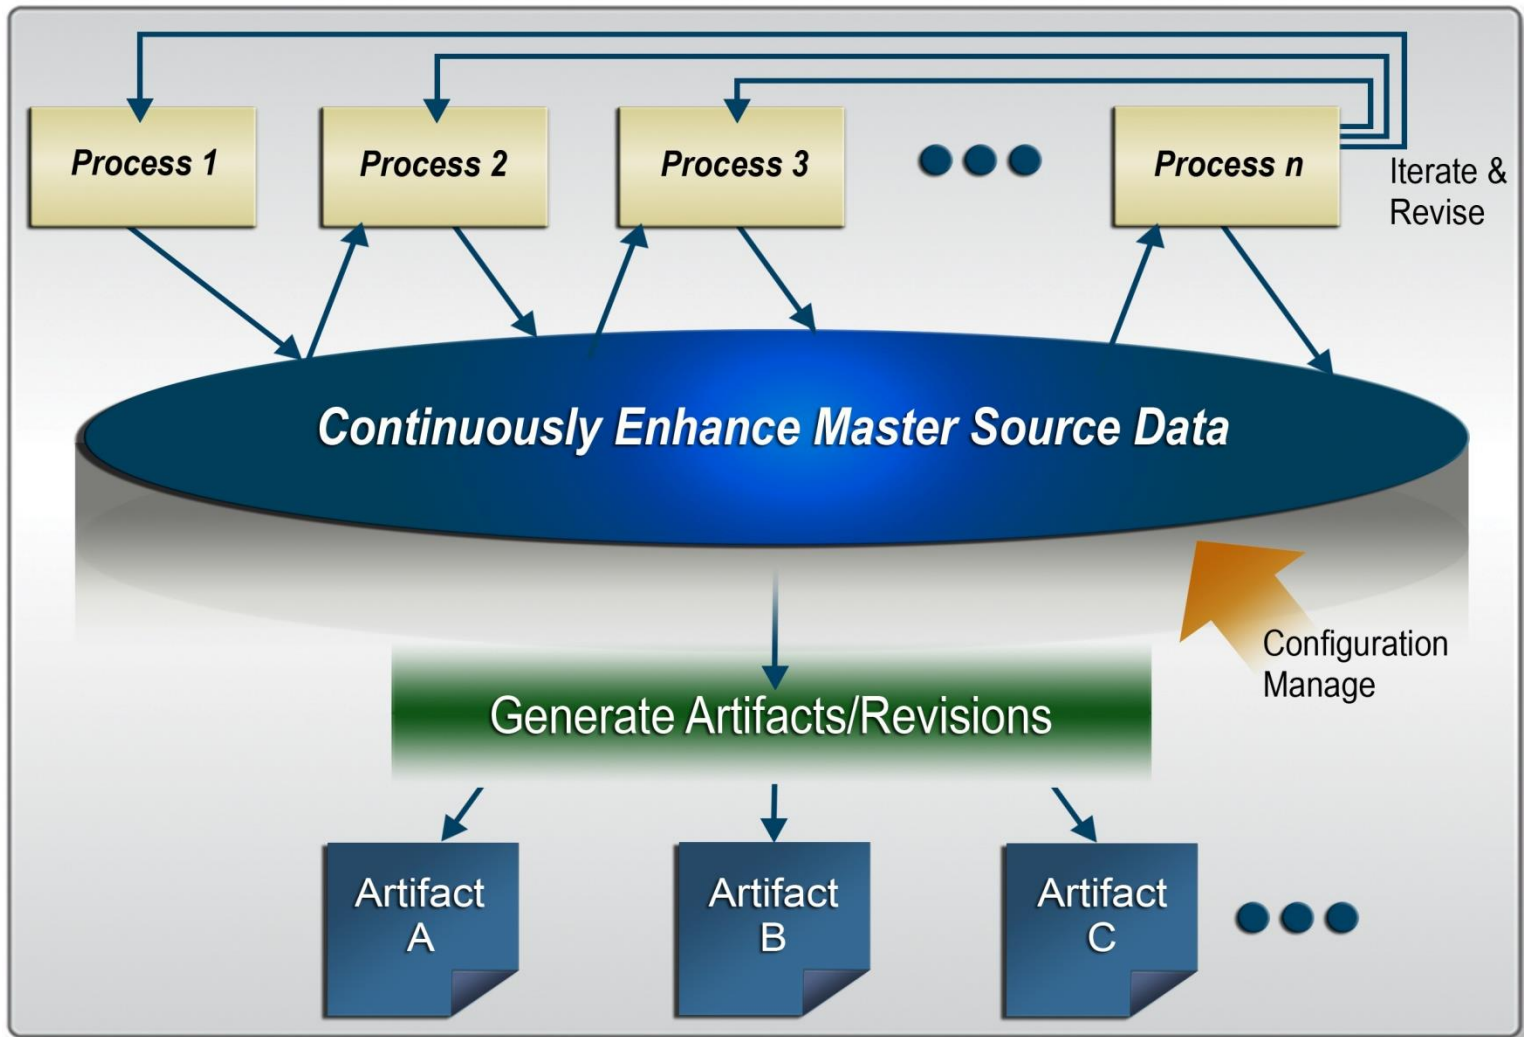 Process 1
Process 2
Process 3
Process n
Iterate &
Revise
Continuously Enhance Master Source Data
Configuration
Manage
Generate Artifacts/Revisions
Artifact
A
Artifact
B
Artifact
C